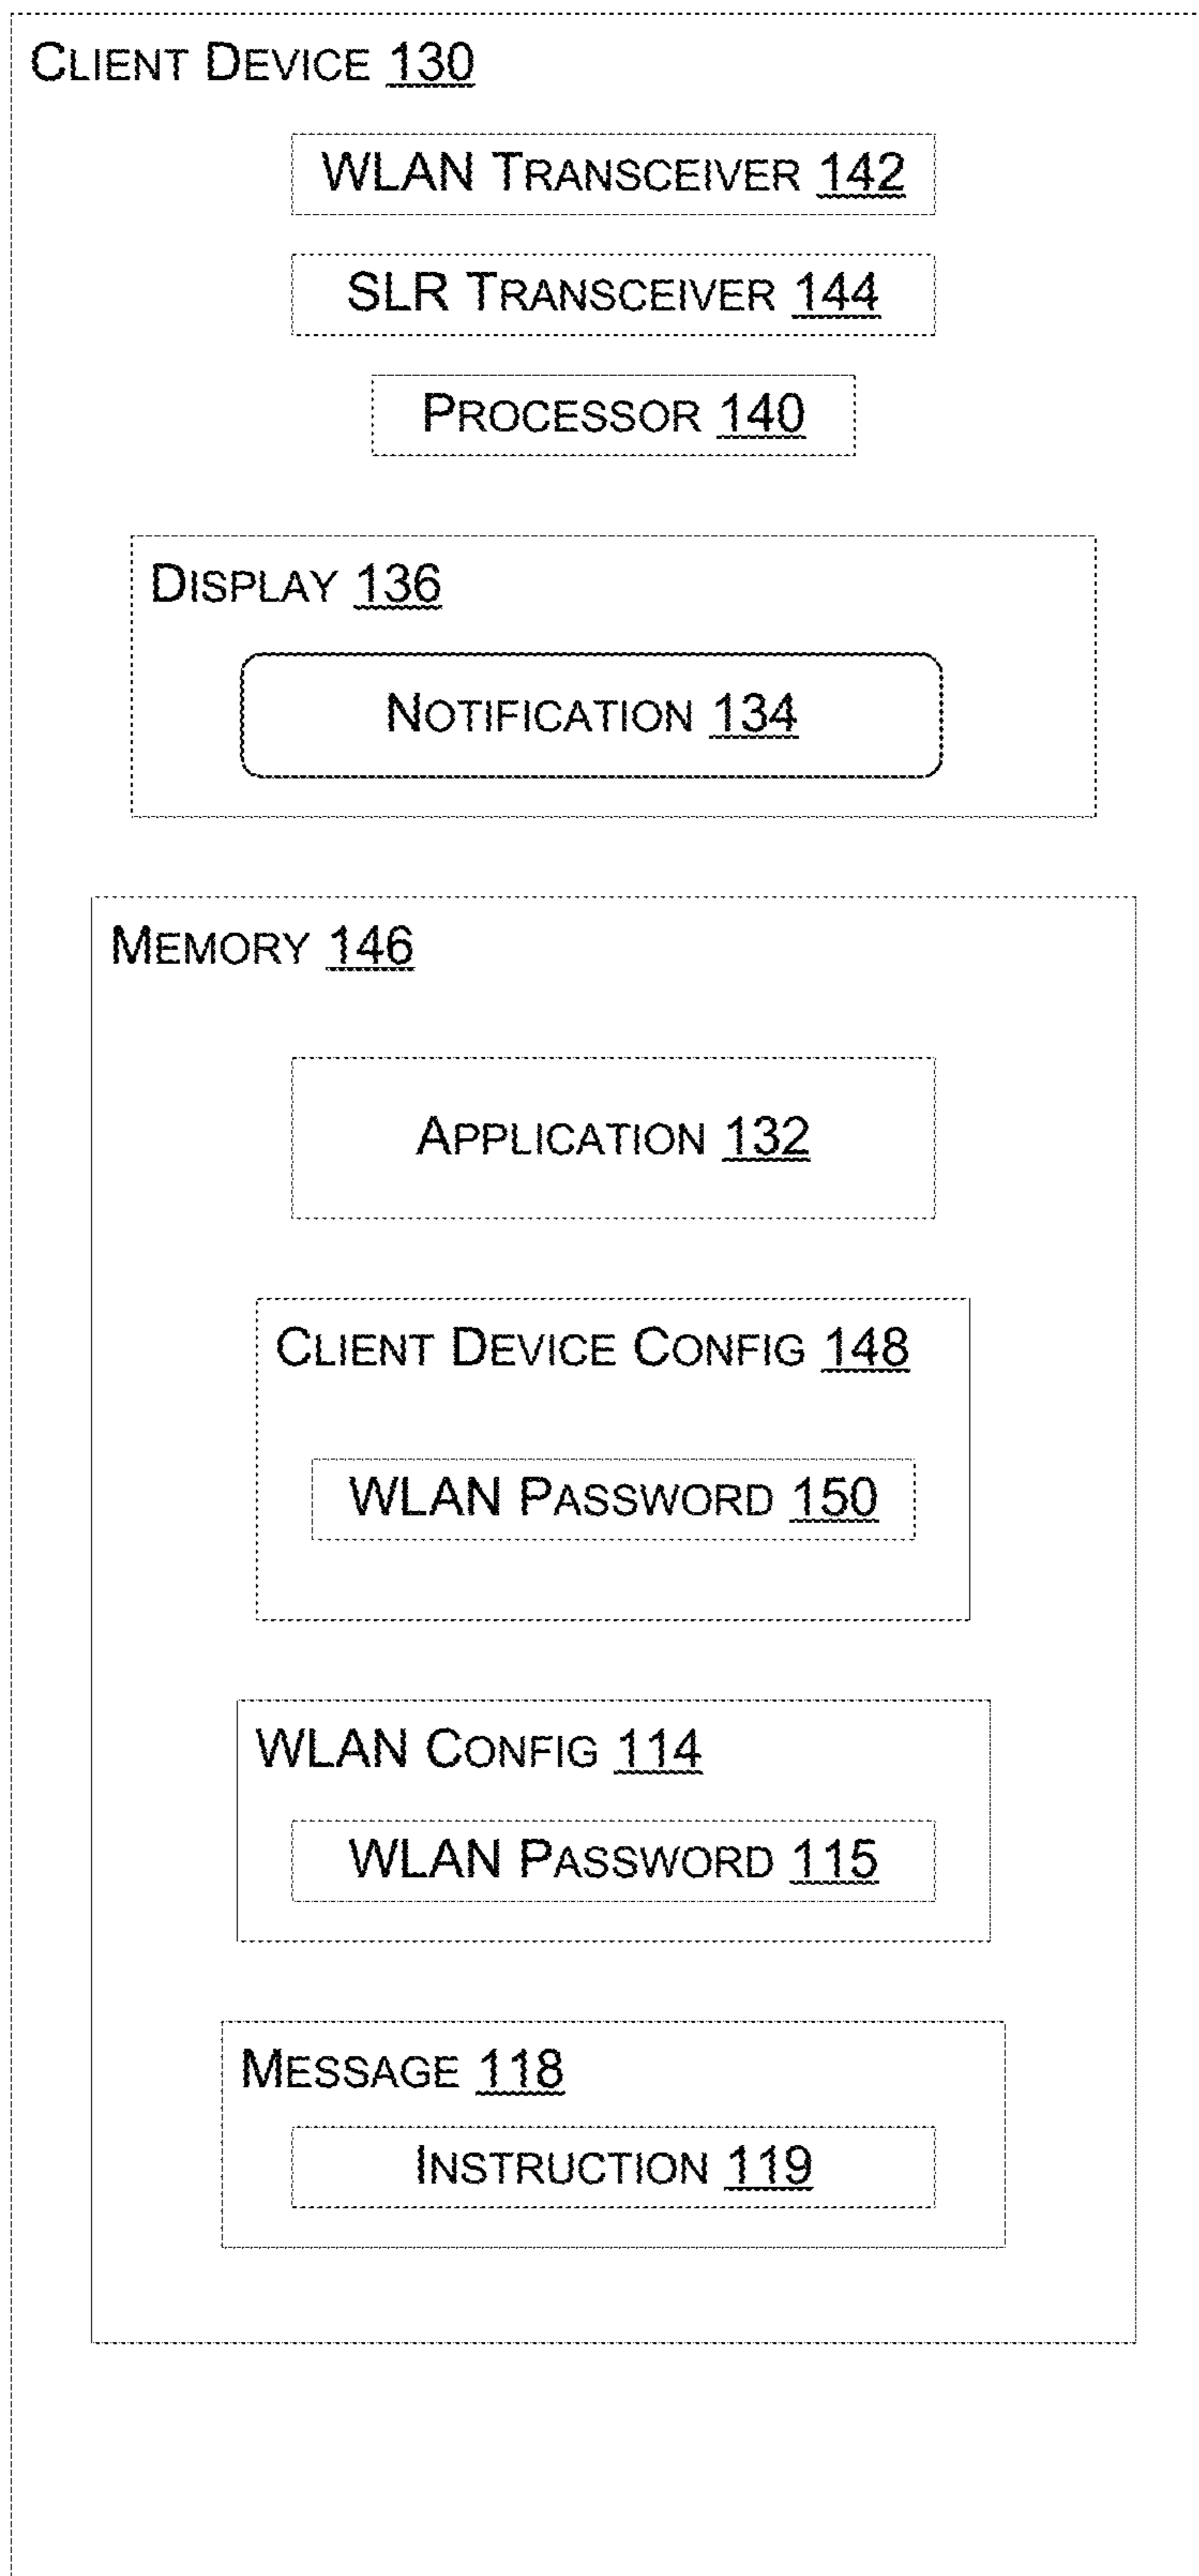 CLIENT DEVICE 130
WLAN TRANSCEIVER 142
SLR TRANSCEIVER 144
PROCESSOR 140
DISPLAY 136
NOTIFICATION 134
MEMORY 146
APPLICATION 132
CLIENT DEVICE CONFIG 148
WLAN PASSWORD 150
WLAN CONFIG 114
WLAN PASSWORD 115
MESSAGE 118
INSTRUCTION 119